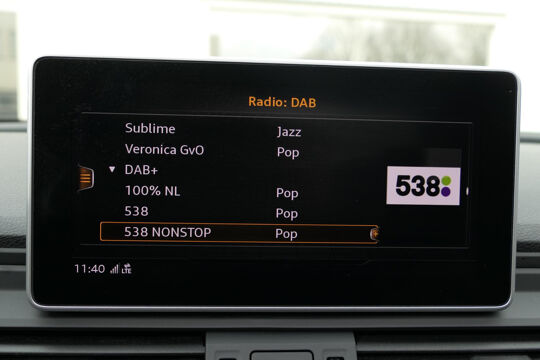 Radio: DAB
Sublime Jazz
Veronica GvO Pop
DAB+
100% NL Pop
538 Pop
538 NONSTOP Pop
538
11:40 LTE